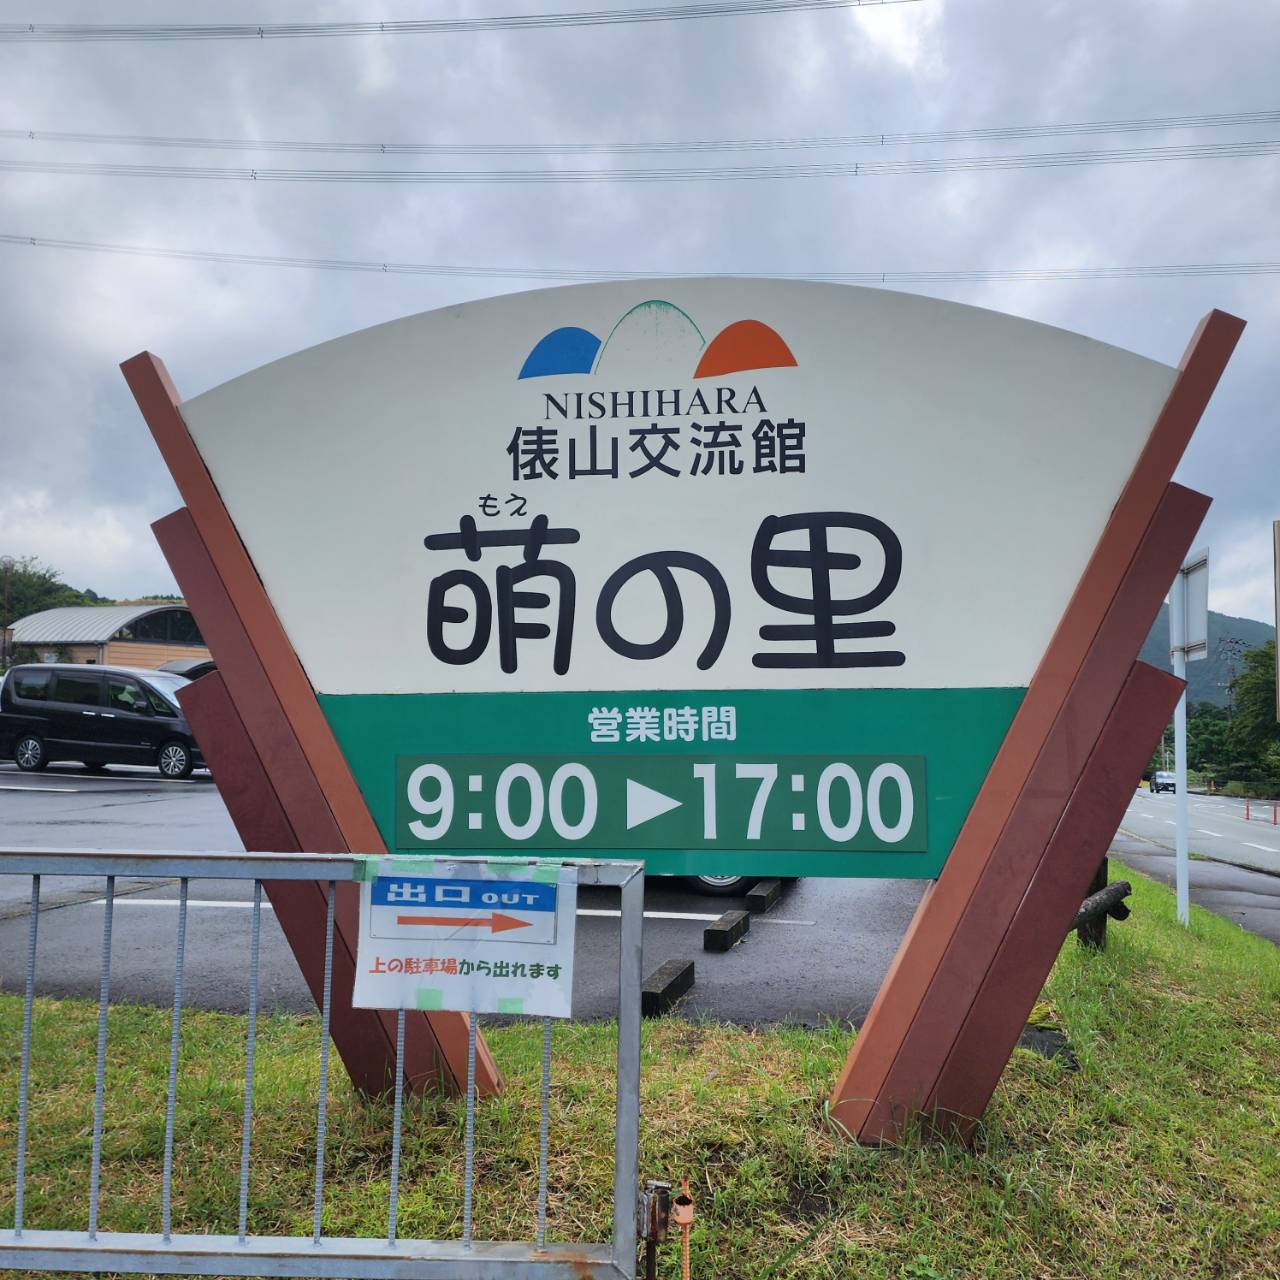 NISHIHARA
俵山交流館
もえ
萌の里
営業時間
9:00▶17:00
出口 OUT
上の駐車場から出れます